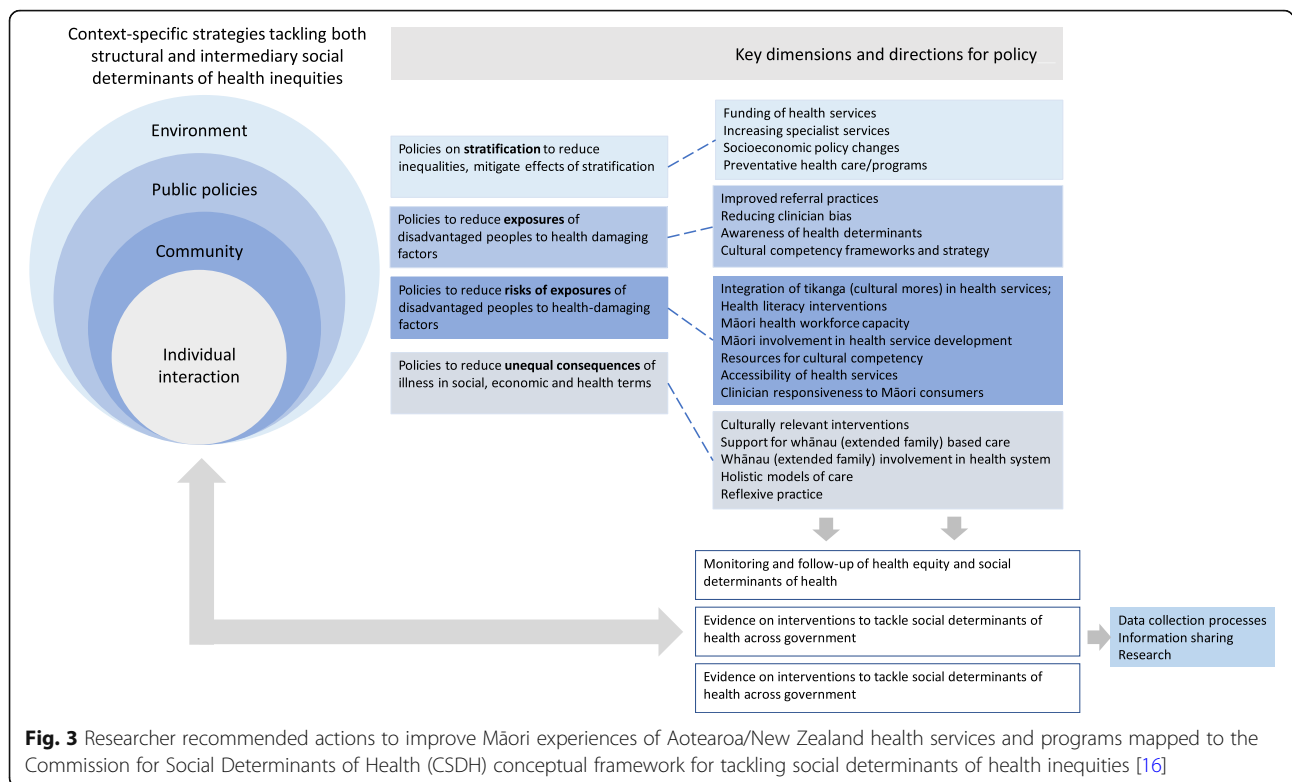 Context-specific strategies tackling both
structural and intermediary social
determinants of health inequities
Key dimensions and directions for policy
Environment
Public policies
Community
Individual
interaction
Policies on stratification to reduce
inequalities, mitigate effects of stratification
Policies to reduce exposures of
disadvantaged peoples to health damaging
factors
Policies to reduce risks of exposures of
disadvantaged peoples to health-damaging
factors
Policies to reduce unequal consequences of
illness in social, economic and health terms
Funding of health services
Increasing specialist services
Socioeconomic policy changes
Preventative health care/programs
Improved referral practices
Reducing clinician bias
Awareness of health determinants
Cultural competency frameworks and strategy
Integration of tikanga (cultural mores) in health services;
Health literacy interventions
Māori health workforce capacity
Māori involvement in health service development
Resources for cultural competency
Accessibility of health services
Clinician responsiveness to Māori consumers
Culturally relevant interventions
Support for whānau (extended family) based care
Whānau (extended family) involvement in health system
Holistic models of care
Reflexive practice
Monitoring and follow-up of health equity and social
determinants of health
Evidence on interventions to tackle social determinants of
health across government
Evidence on interventions to tackle social determinants of
health across government
Data collection processes
Information sharing
Research
Fig. 3 Researcher recommended actions to improve Māori experiences of Aotearoa/New Zealand health services and programs mapped to the
Commission for Social Determinants of Health (CSDH) conceptual framework for tackling social determinants of health inequities [16]